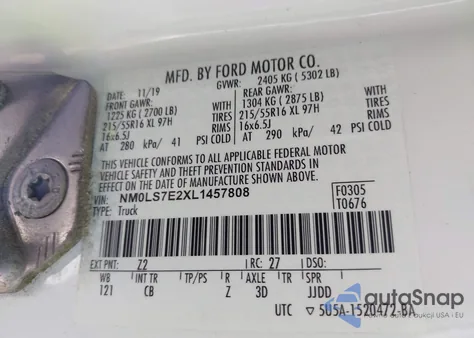 MFD. BY FORD MOTOR CO.
DATE: 11/19 GVWR: 2405 KG ( 5302 LB)
FRONT GAWR: REAR GAWR:
1225 KG ( 2700 LB) WITH 1304 KG ( 2875 LB) WITH
215/55R16 XL 97H TIRES 215/55R16 XL 97H TIRES
16x6.5J RIMS 16x6.5J RIMS
AT 280 kPa/ 41 PSI COLD AT 290 kPa/ 42 PSI COLD
THIS VEHICLE CONFORMS TO ALL APPLICABLE FEDERAL MOTOR
VEHICLE SAFETY AND THEFT PREVENTION STANDARDS IN EFFECT ON THE DATE OF MANUFACTURE SHOWN ABOVE.
VIN: NM0LS7E2XL1457808 F0305
TYPE: Truck T0676
EXT PNT: Z2 RC: 27 DSO:
WB INT TR TP/PS R AXLE TR SPR
121 CB Z 3D JJDD
UTC ▽ 5U5A-1520472-BA
autoSnap